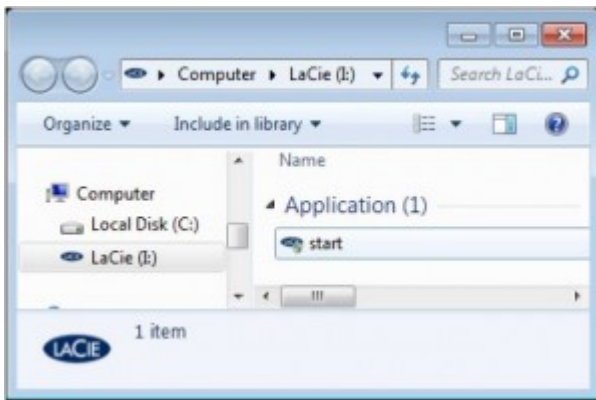 Computer LaCie (I:) Search LaCi...
Organize Include in library
Name
Computer
Application (1)
Local Disk (C:)
start
LaCie (I:)
1 item
LACIE